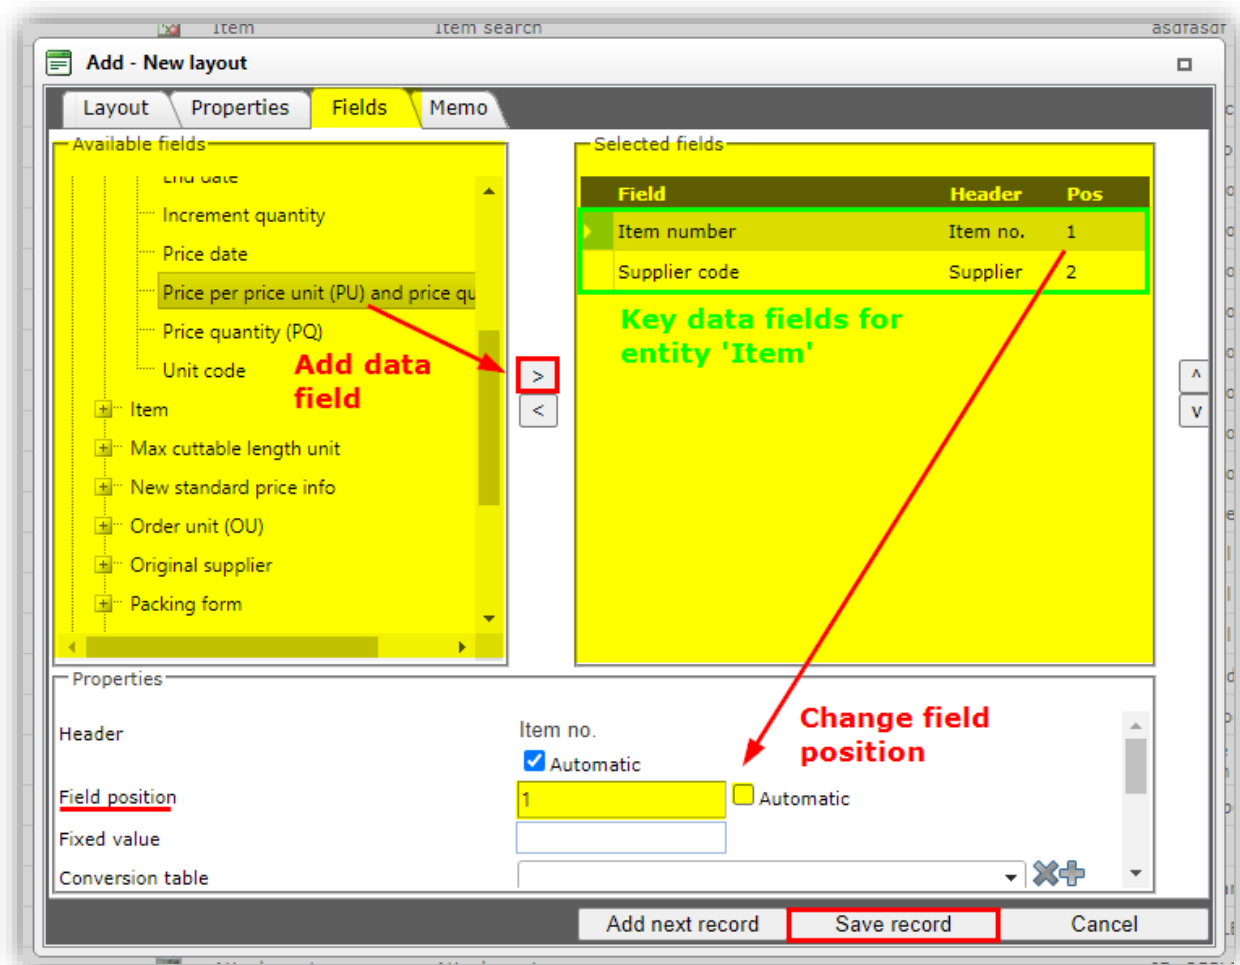 Item Item search asdfasdf
Add - New layout
Layout Properties Fields Memo
Available fields
Selected fields
End date
Increment quantity
Price date
Price per price unit (PU) and price qu
Price quantity (PQ)
Unit code
Item
Max cuttable length unit
New standard price info
Order unit (OU)
Original supplier
Packing form
Add data
field
>
<
Field Header Pos
Item number Item no. 1
Supplier code Supplier 2
Key data fields for
entity 'Item'
^
v
Properties
Header Item no.
Automatic
Change field
position
Field position 1 Automatic
Fixed value
Conversion table
Add next record Save record Cancel